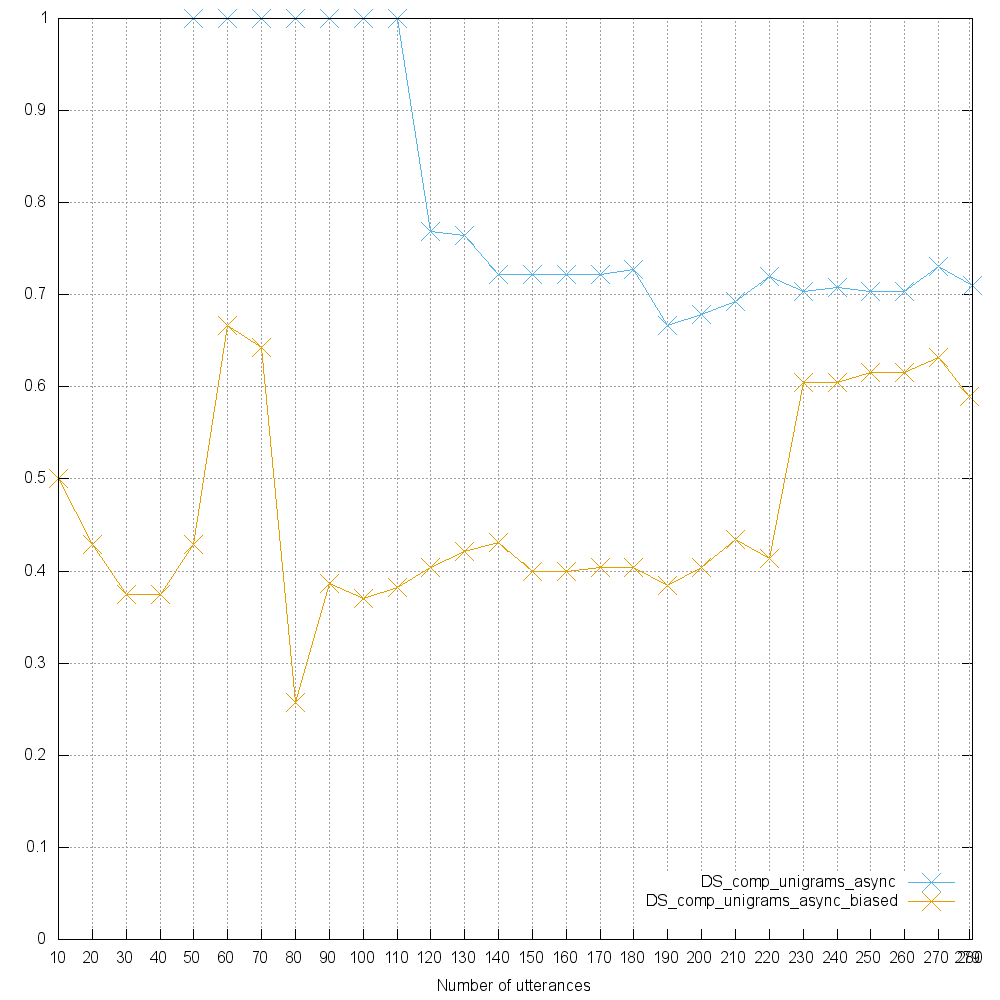 1
0.9
0.8
0.7
0.6
0.5
0.4
0.3
0.2
0.1
0
DS_comp_unigrams_async
DS_comp_unigrams_async_biased
10 20 30 40 50 60 70 80 90 100 110 120 130 140 150 160 170 180 190 200 210 220 230 240 250 260 270 279 280
Number of utterances